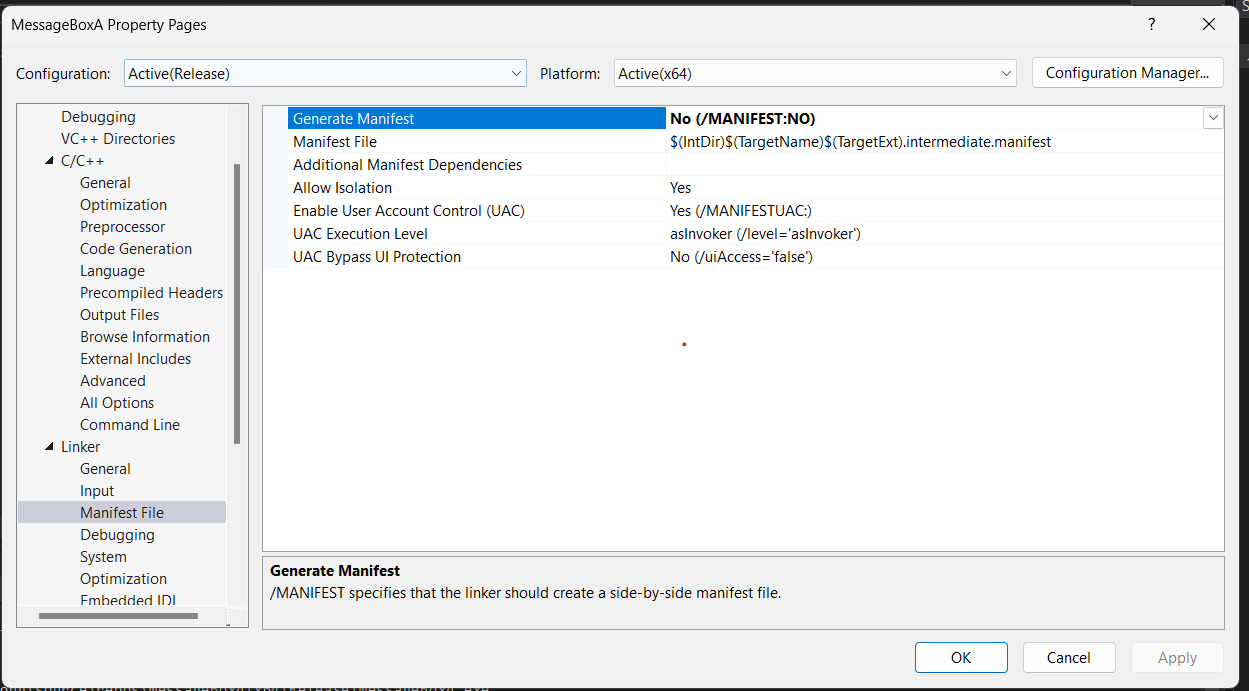 MessageBoxA Property Pages
?
Configuration: Active(Release) Platform: Active(x64) Configuration Manager...
Debugging
VC++ Directories
C/C++
General
Optimization
Preprocessor
Code Generation
Language
Precompiled Headers
Output Files
Browse Information
External Includes
Advanced
All Options
Command Line
Linker
General
Input
Manifest File
Debugging
System
Optimization
Embedded IDL
Generate Manifest No (/MANIFEST:NO)
Manifest File $(IntDir)$(TargetName)$(TargetExt).intermediate.manifest
Additional Manifest Dependencies
Allow Isolation Yes
Enable User Account Control (UAC) Yes (/MANIFESTUAC:)
UAC Execution Level asInvoker (/level='asInvoker')
UAC Bypass UI Protection No (/uiAccess='false')
Generate Manifest
/MANIFEST specifies that the linker should create a side-by-side manifest file.
OK Cancel Apply